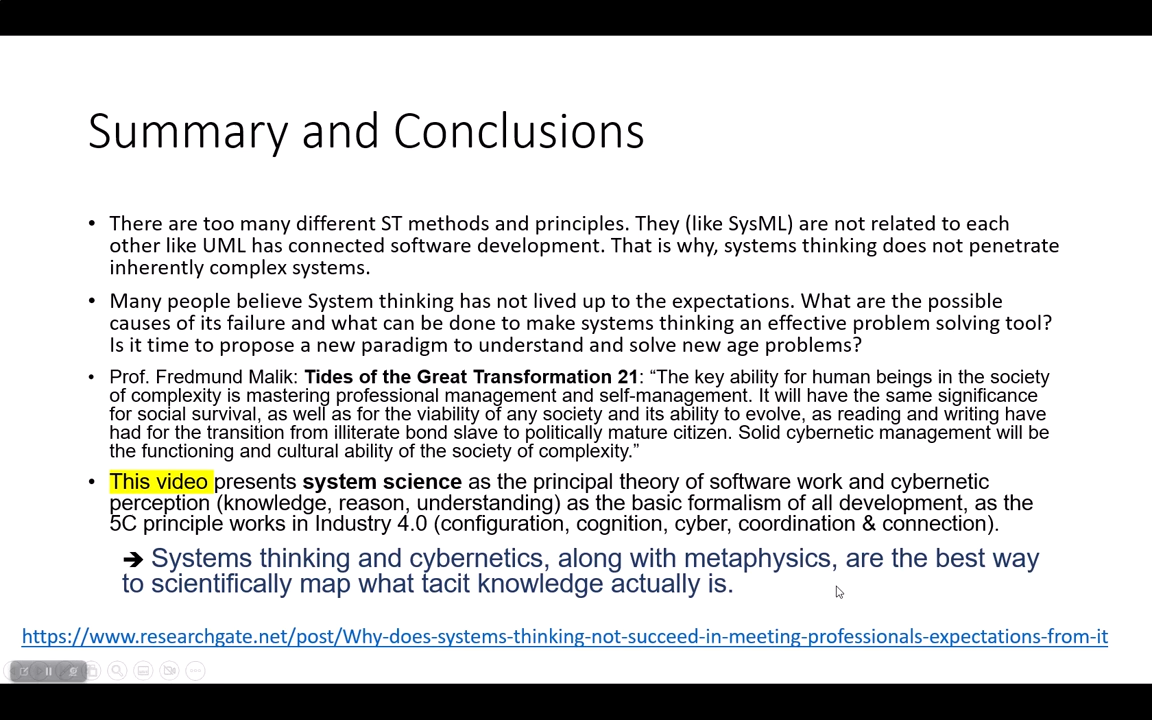 Summary and Conclusions
• There are too many different ST methods and principles. They (like SysML) are not related to each
other like UML has connected software development. That is why, systems thinking does not penetrate
inherently complex systems.
• Many people believe System thinking has not lived up to the expectations. What are the possible
causes of its failure and what can be done to make systems thinking an effective problem solving tool?
Is it time to propose a new paradigm to understand and solve new age problems?
• Prof. Fredmund Malik: Tides of the Great Transformation 21: “The key ability for human beings in the society
of complexity is mastering professional management and self-management. It will have the same significance
for social survival, as well as for the viability of any society and its ability to evolve, as reading and writing have
had for the transition from illiterate bond slave to politically mature citizen. Solid cybernetic management will be
the functioning and cultural ability of the society of complexity.”
• This video presents system science as the principal theory of software work and cybernetic
perception (knowledge, reason, understanding) as the basic formalism of all development, as the
5C principle works in Industry 4.0 (configuration, cognition, cyber, coordination & connection).
➔ Systems thinking and cybernetics, along with metaphysics, are the best way
to scientifically map what tacit knowledge actually is.
https://www.researchgate.net/post/Why-does-systems-thinking-not-succeed-in-meeting-professionals-expectations-from-it